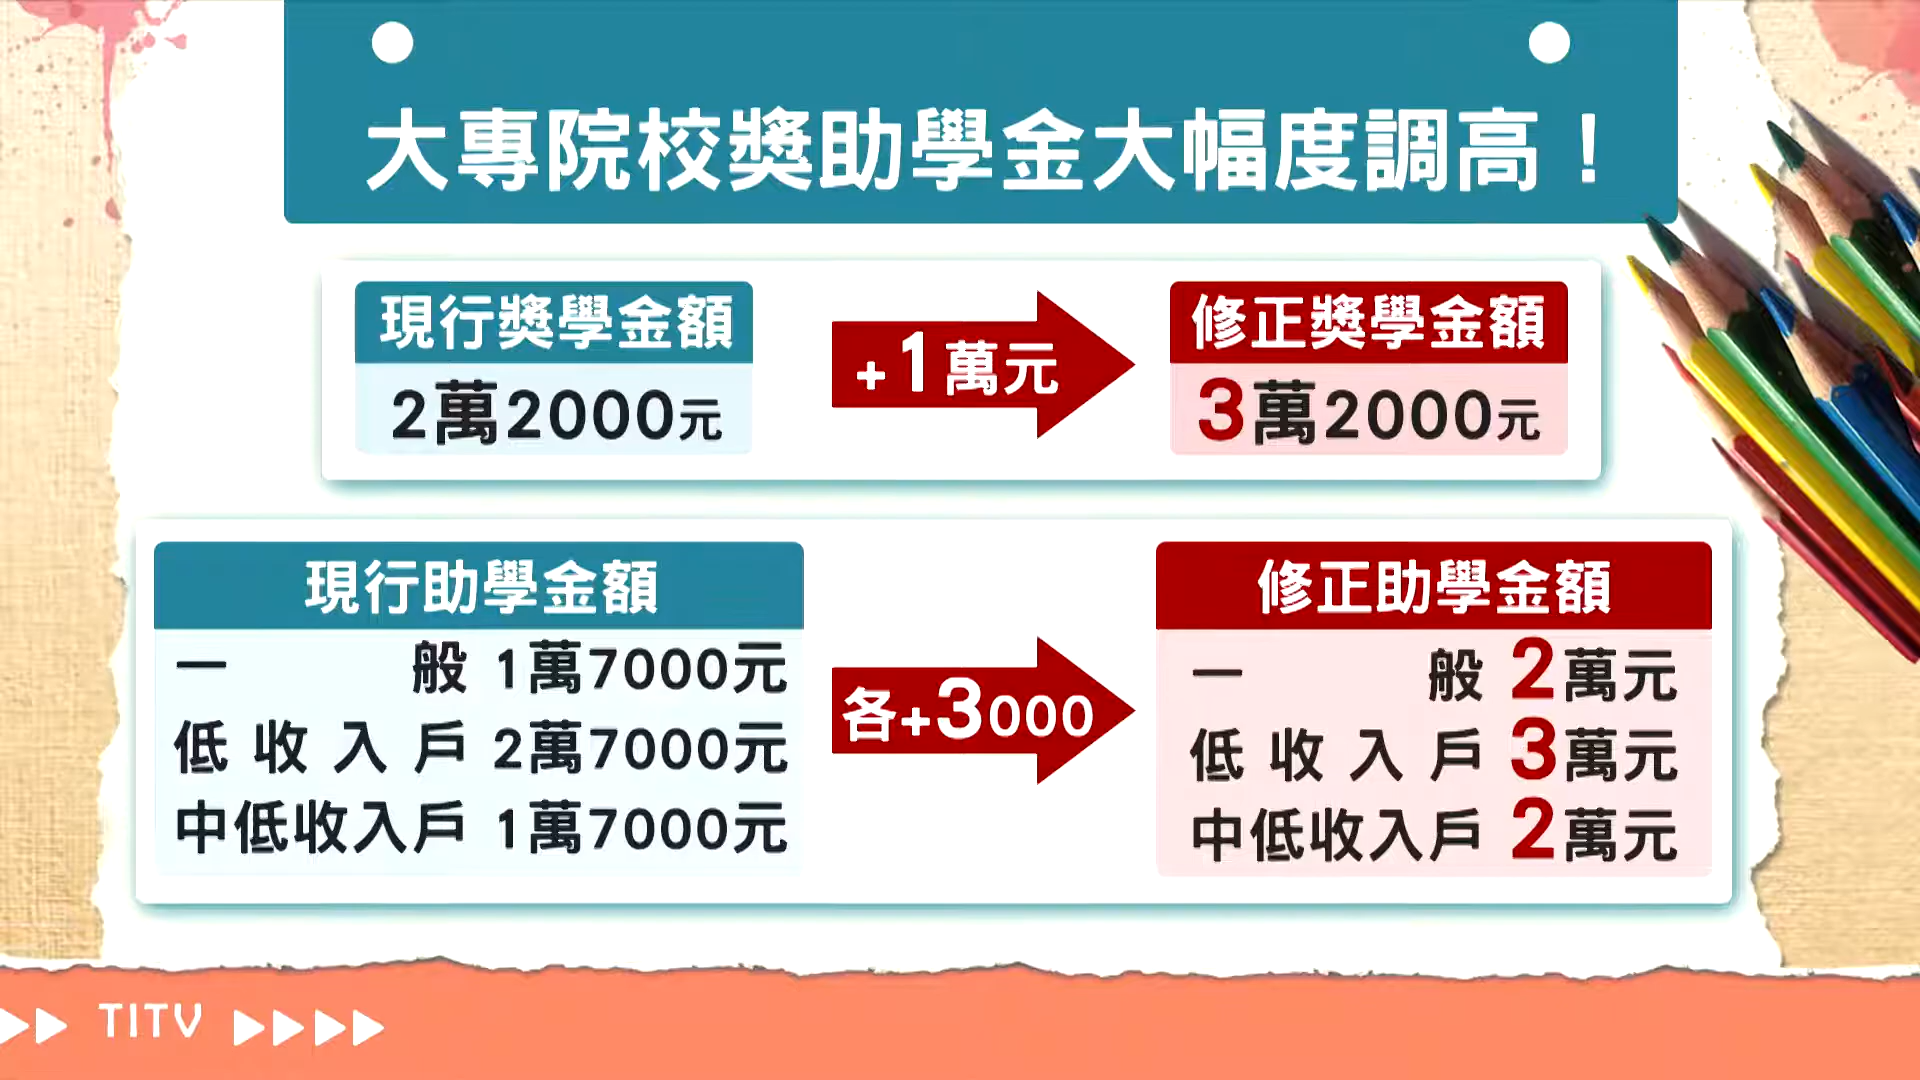 大專院校獎助學金大幅度調高！
現行獎學金額
2萬2000元
+1萬元
修正獎學金額
3萬2000元
現行助學金額
一般 1萬7000元
低收入戶 2萬7000元
中低收入戶 1萬7000元
各+3000
修正助學金額
一般 2萬元
低收入戶 3萬元
中低收入戶 2萬元
TITV